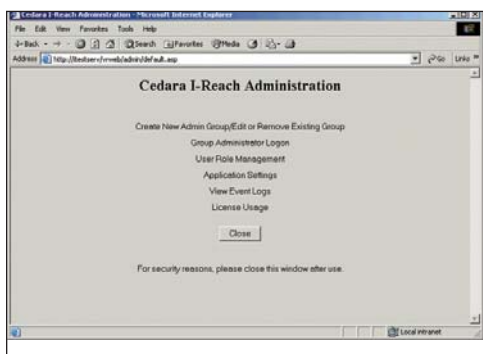 Cedara I-Reach Administration - Microsoft Internet Explorer
File Edit View Favorites Tools Help
Back Search Favorites Media
Address http://itestserv/vrweb/admin/default.asp Go Links
Cedara I-Reach Administration
Create New Admin Group/Edit or Remove Existing Group
Group Administrator Logon
User Role Management
Application Settings
View Event Logs
License Usage
Close
For security reasons, please close this window after use.
Local intranet